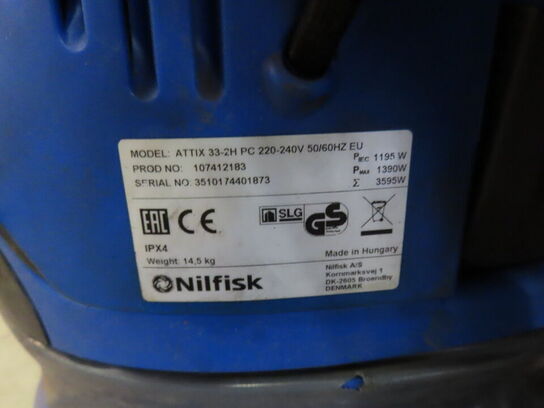 MODEL: ATTIX 33-2H PC 220-240V 50/60HZ EU
PROD NO: 107412183
SERIAL NO: 3510174401873
PIEC 1195 W
PMAX 1390W
Σ 3595W
EAC CE SLG GS
IPX4
Weight: 14,5 kg
Made in Hungary
Nilfisk A/S
Kornmarksvej 1
DK-2605 Broendby
DENMARK
Nilfisk